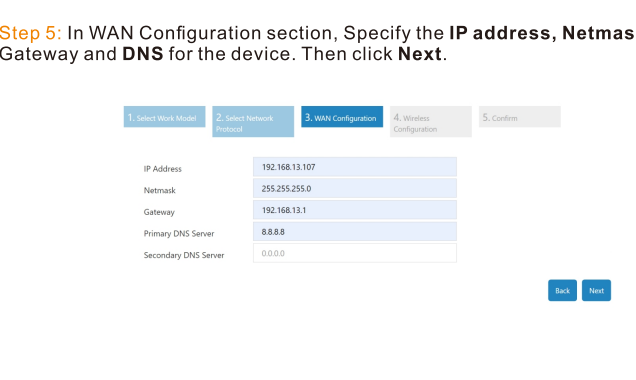 Step 5: In WAN Configuration section, Specify the IP address, Netmas
Gateway and DNS for the device. Then click Next.
1. Select Work Model
2. Select Network
Protocol
3. WAN Configuration
4. Wireless
Configuration
5. Confirm
IP Address 192.168.13.107
Netmask 255.255.255.0
Gateway 192.168.13.1
Primary DNS Server 8.8.8.8
Secondary DNS Server 0.0.0.0
Back Next